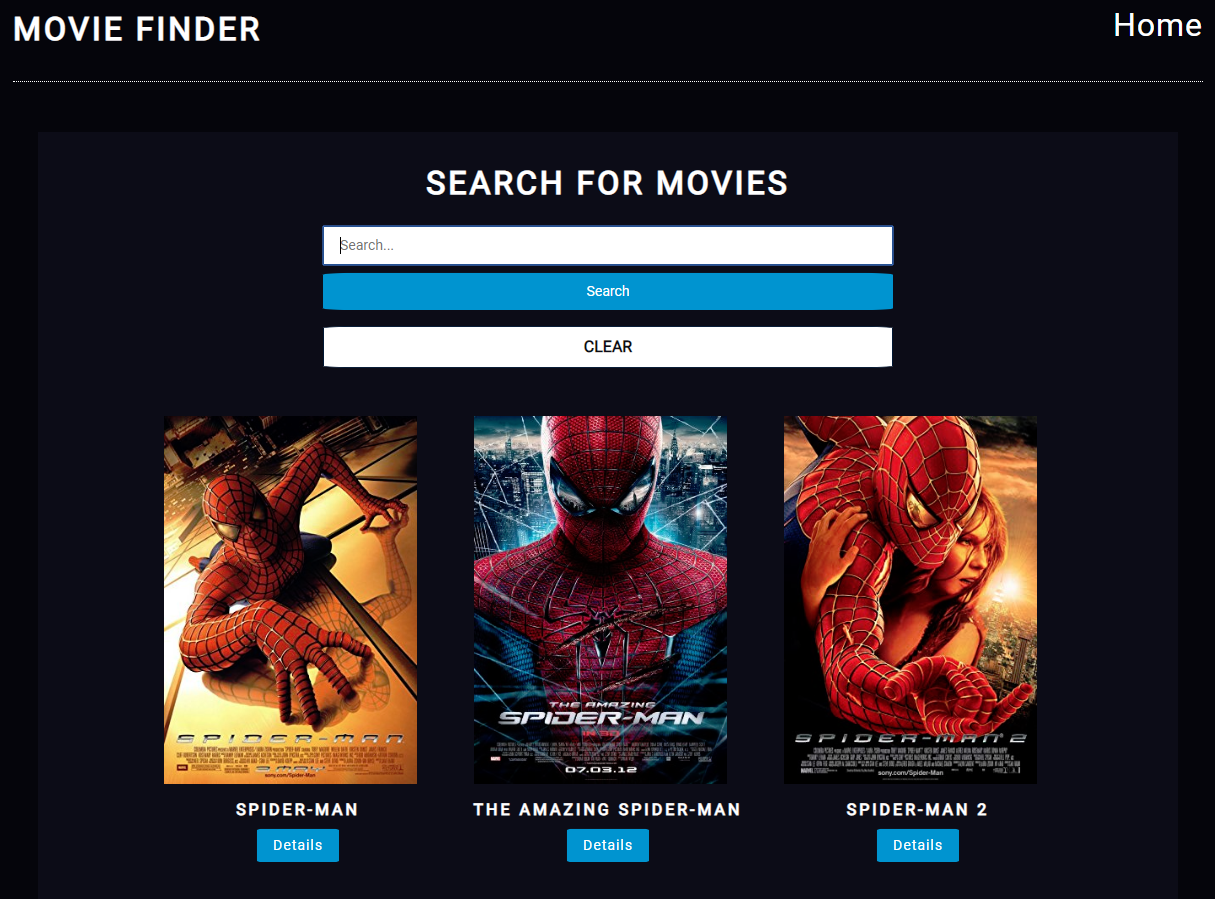 MOVIE FINDER
Home
SEARCH FOR MOVIES
Search...
Search
CLEAR
SPIDER-MAN
sony.com/Spider-Man
THE AMAZING
SPIDER-MAN
IN 3D
07.03.12
SPIDER-MAN 2
sony.com/Spider-Man
SPIDER-MAN
THE AMAZING SPIDER-MAN
SPIDER-MAN 2
Details
Details
Details